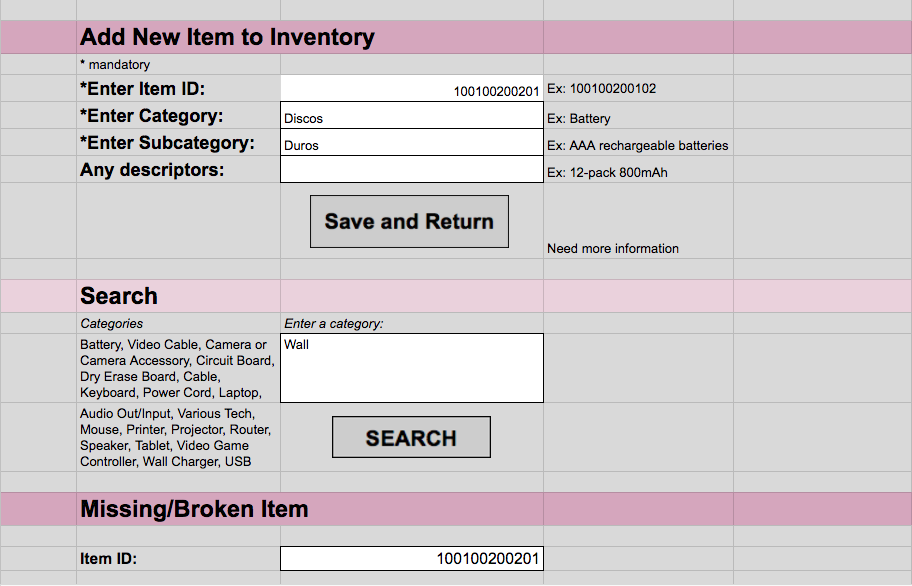 Add New Item to Inventory
* mandatory
*Enter Item ID: 100100200201 Ex: 100100200102
*Enter Category: Discos Ex: Battery
*Enter Subcategory: Duros Ex: AAA rechargeable batteries
Any descriptors: Ex: 12-pack 800mAh
Save and Return
Need more information
Search
Categories Enter a category:
Battery, Video Cable, Camera or
Camera Accessory, Circuit Board,
Dry Erase Board, Cable,
Keyboard, Power Cord, Laptop,
Wall
Audio Out/Input, Various Tech,
Mouse, Printer, Projector, Router,
Speaker, Tablet, Video Game
Controller, Wall Charger, USB
SEARCH
Missing/Broken Item
Item ID: 100100200201